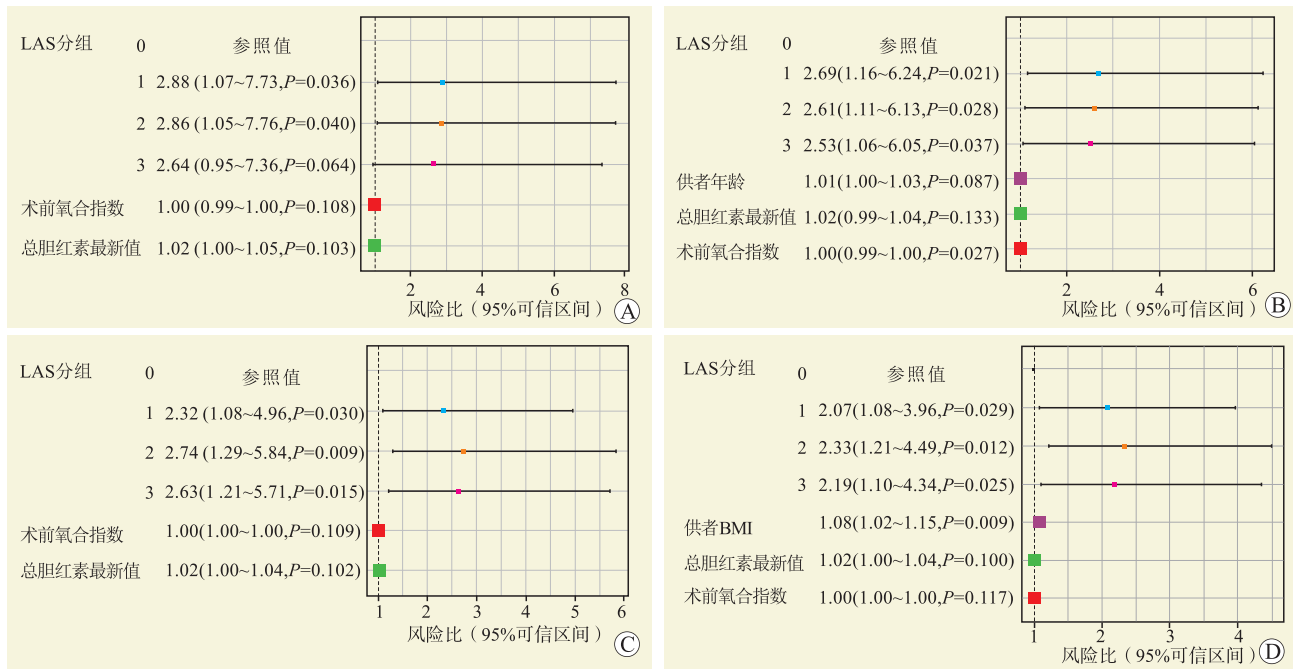 LAS分组 0 参照值
1 2.88 (1.07~7.73,P=0.036)
2 2.86 (1.05~7.76,P=0.040)
3 2.64 (0.95~7.36,P=0.064)
术前氧合指数 1.00 (0.99~1.00,P=0.108)
总胆红素最新值 1.02 (1.00~1.05,P=0.103)
2 4 6 8
风险比（95%可信区间） A
LAS分组 0 参照值
1 2.69 (1.16~6.24,P=0.021)
2 2.61 (1.11~6.13,P=0.028)
3 2.53 (1.06~6.05,P=0.037)
供者年龄 1.01 (1.00~1.03,P=0.087)
总胆红素最新值 1.02(0.99~1.04,P=0.133)
术前氧合指数 1.00(0.99~1.00,P=0.027)
2 4 6
风险比（95%可信区间） B
LAS分组 0 参照值
1 2.32 (1.08~4.96,P=0.030)
2 2.74 (1.29~5.84,P=0.009)
3 2.63(1 .21~5.71,P=0.015)
术前氧合指数 1.00(1.00~1.00,P=0.109)
总胆红素最新值 1.02(1.00~1.04,P=0.102)
1 2 3 4 5 6
风险比（95%可信区间） C
LAS分组 0 参照值
1 2.07 (1.08~3.96,P=0.029)
2 2.33 (1.21~4.49,P=0.012)
3 2.19 (1.10~4.34,P=0.025)
供者BMI 1.08 (1.02~1.15,P=0.009)
总胆红素最新值 1.02(1.00~1.04,P=0.100)
术前氧合指数 1.00(1.00~1.00,P=0.117)
1 2 3 4
风险比（95%可信区间） D